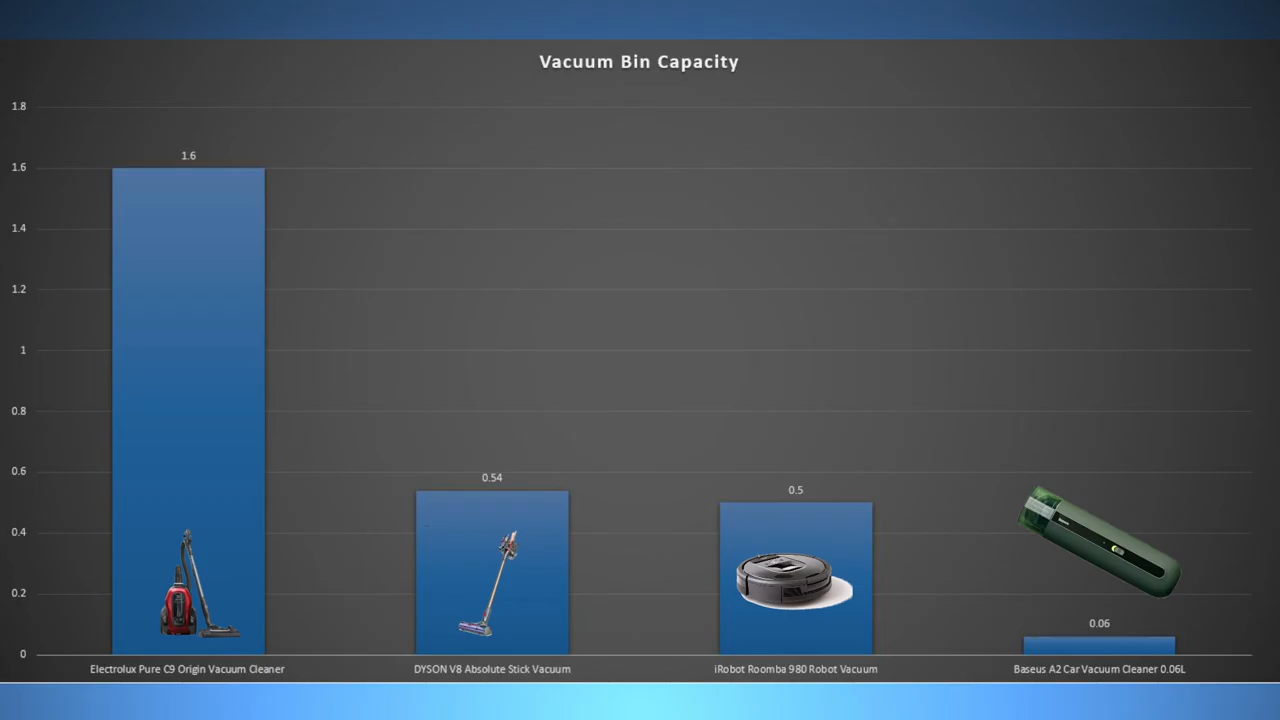 Vacuum Bin Capacity
1.8
1.6
1.4
1.2
1
0.8
0.6
0.4
0.2
0
1.6
0.54
0.5
0.06
Electrolux Pure C9 Origin Vacuum Cleaner
DYSON V8 Absolute Stick Vacuum
iRobot Roomba 980 Robot Vacuum
Baseus A2 Car Vacuum Cleaner 0.06L